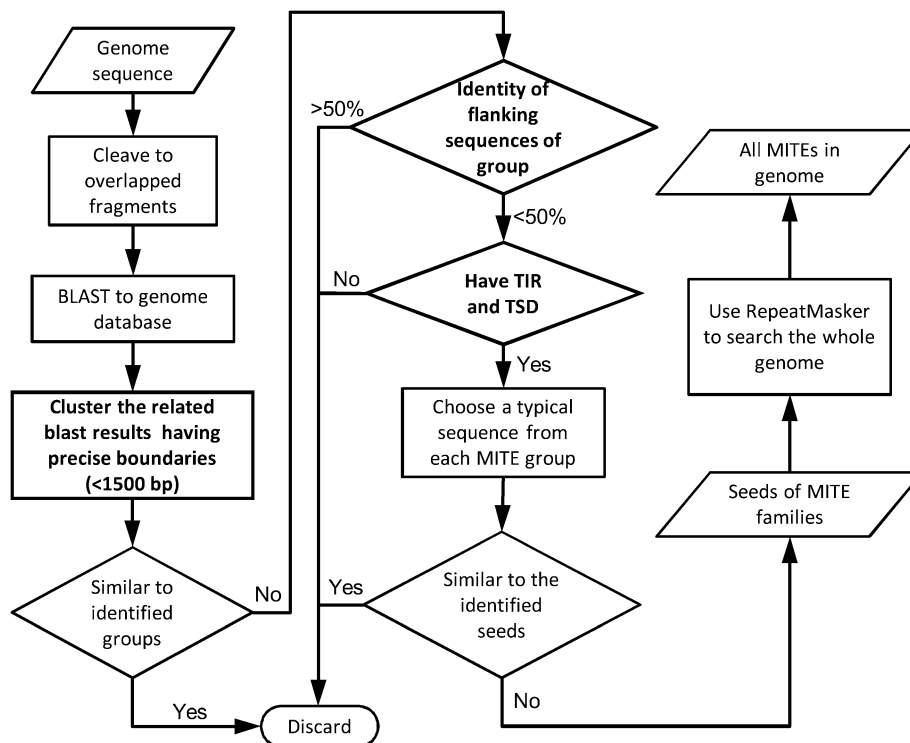 Genome
sequence
Cleave to
overlapped
fragments
BLAST to genome
database
Cluster the related
blast results having
precise boundaries
(<1500 bp)
Similar to
identified
groups
No
Yes
Discard
Identity of
flanking
sequences of
group
>50%
<50%
Have TIR
and TSD
No
Yes
Choose a typical
sequence from
each MITE group
Similar to the
identified
seeds
Yes
No
Seeds of MITE
families
Use RepeatMasker
to search the whole
genome
All MITEs in
genome